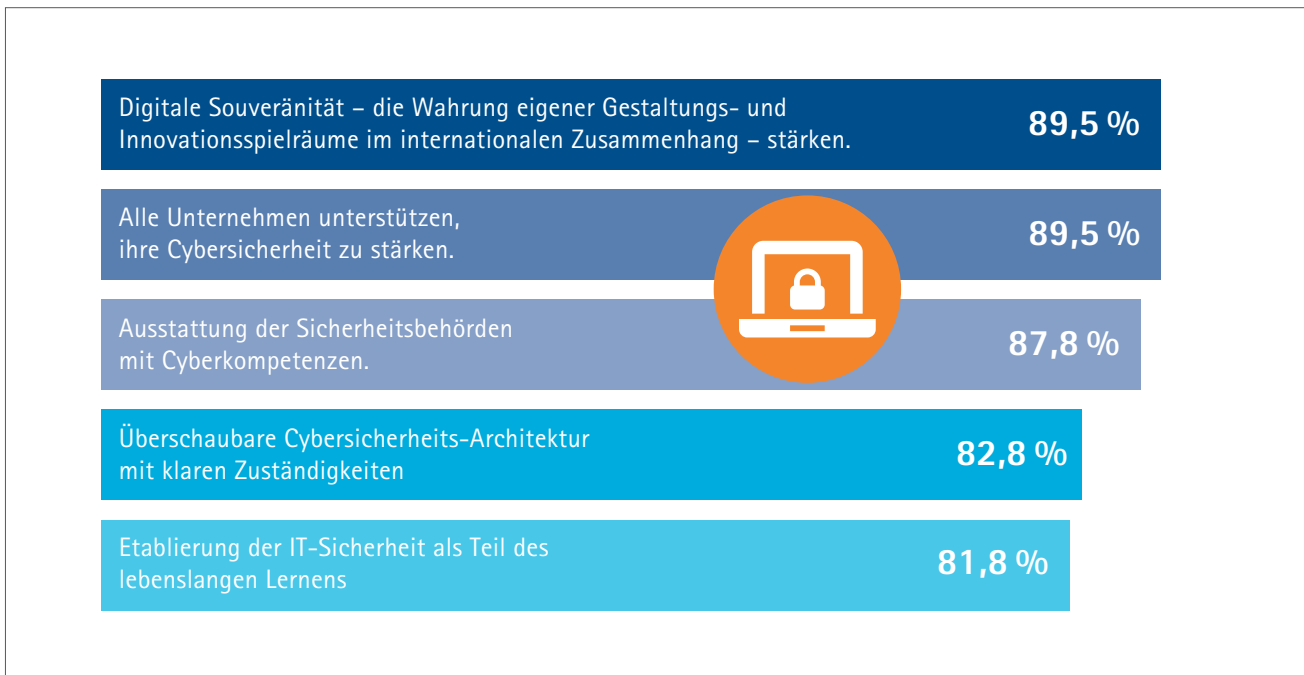 Digitale Souveränität – die Wahrung eigener Gestaltungs- und
Innovationsspielräume im internationalen Zusammenhang – stärken.
89,5 %
Alle Unternehmen unterstützen,
ihre Cybersicherheit zu stärken.
89,5 %
Ausstattung der Sicherheitsbehörden
mit Cyberkompetenzen.
87,8 %
Überschaubare Cybersicherheits-Architektur
mit klaren Zuständigkeiten
82,8 %
Etablierung der IT-Sicherheit als Teil des
lebenslangen Lernens
81,8 %